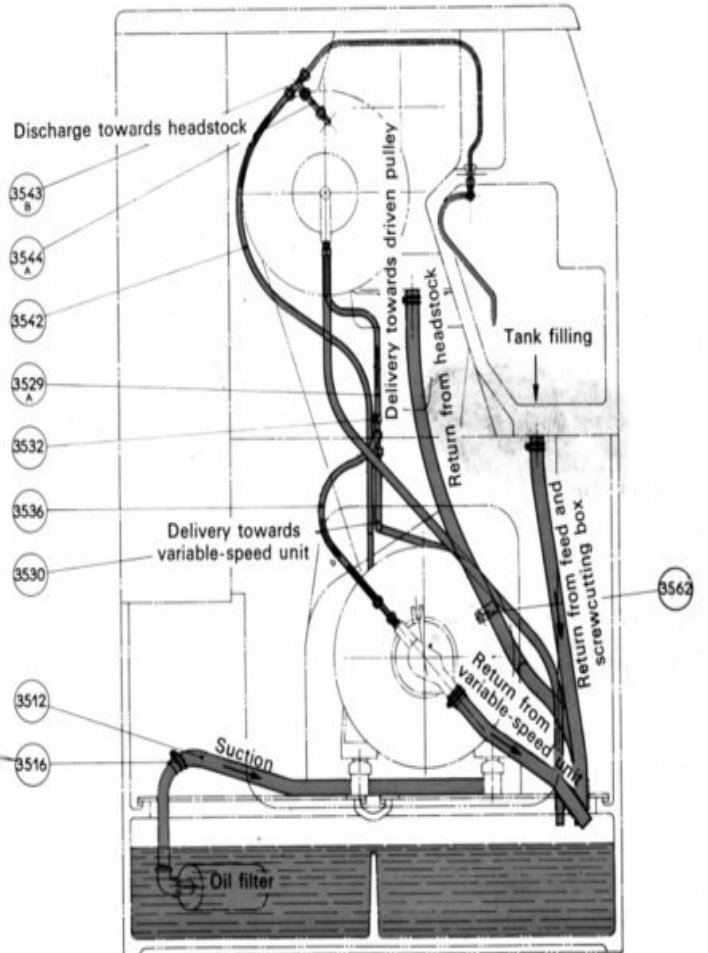 Discharge towards headstock
3543
B
3544
A
3542
3529
A
3532
3536
Delivery towards
variable-speed unit
3530
3512
3516
Suction
Oil filter
Delivery towards driven pulley
Return from headstock
Tank filling
Return from feed and
screwcutting box
3562
Return from
variable-speed unit